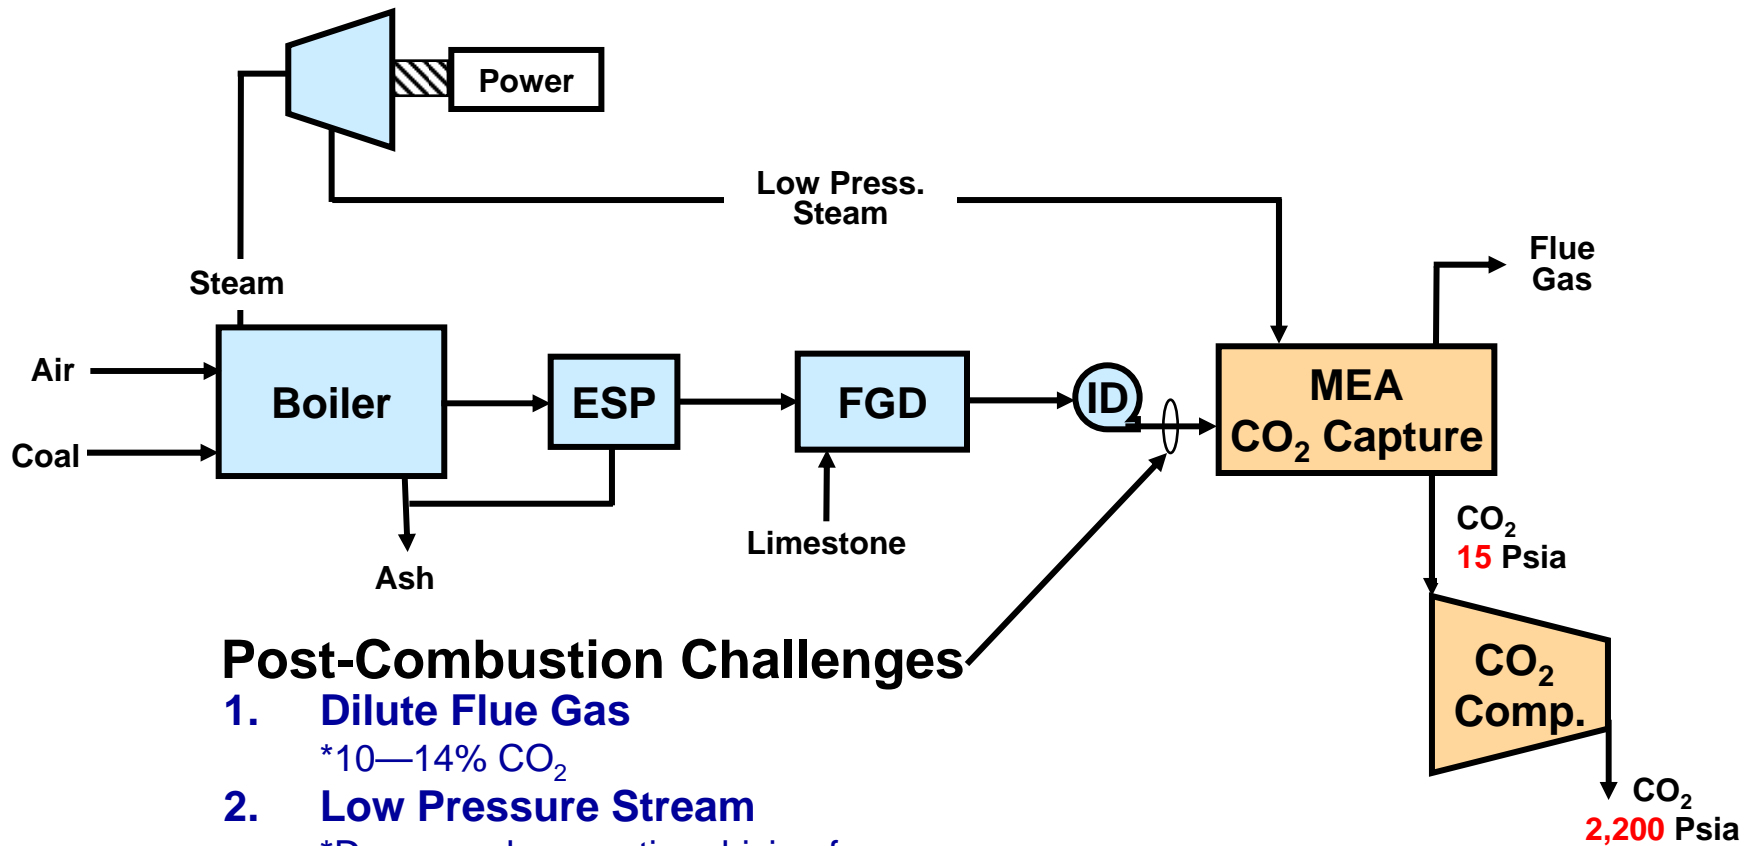 Power
Low Press.
Steam
Flue
Gas
Steam
Air
Boiler
ESP
FGD
ID
MEA
CO₂ Capture
Coal
Limestone
Ash
CO₂
15 Psia
Post-Combustion Challenges
1. Dilute Flue Gas
*10—14% CO₂
2. Low Pressure Stream
CO₂
Comp.
CO₂
2,200 Psia